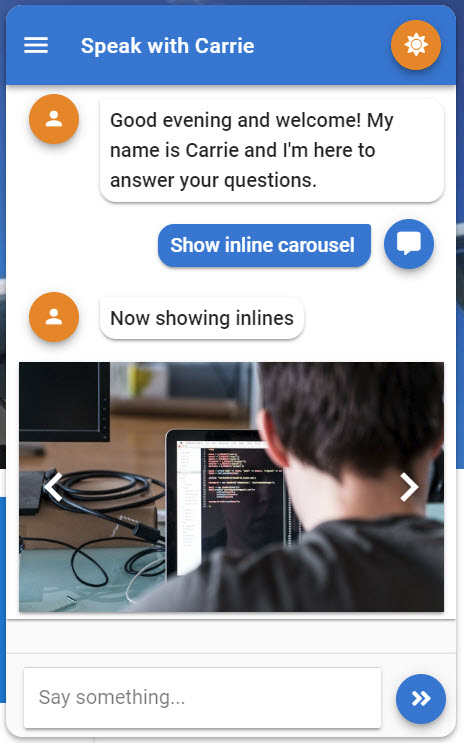 Speak with Carrie
Good evening and welcome! My
name is Carrie and I'm here to
answer your questions.
Show inline carousel
Now showing inlines
Say something...